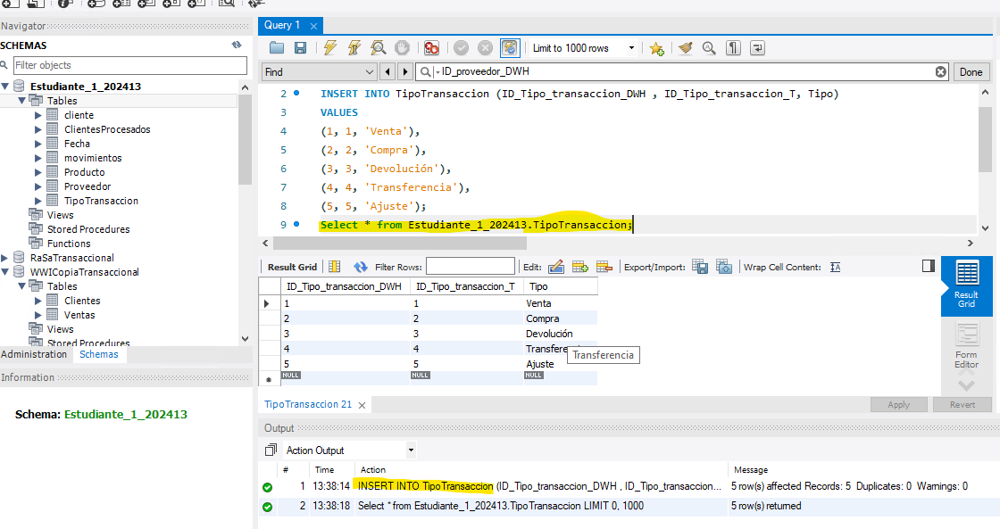 Navigator
SCHEMAS
Filter objects
Estudiante_1_202413
Tables
cliente
ClientesProcesados
Fecha
movimientos
Producto
Proveedor
TipoTransaccion
Views
Stored Procedures
Functions
RaSaTransaccional
WWICopiaTransaccional
Tables
Clientes
Ventas
Views
Stored Procedures
Administration Schemas
Information
Schema: Estudiante_1_202413
Query 1
Limit to 1000 rows
Find ID_proveedor_DWH Done
2 INSERT INTO TipoTransaccion (ID_Tipo_transaccion_DWH , ID_Tipo_transaccion_T, Tipo)
3 VALUES
4 (1, 1, 'Venta'),
5 (2, 2, 'Compra'),
6 (3, 3, 'Devolución'),
7 (4, 4, 'Transferencia'),
8 (5, 5, 'Ajuste');
9 Select * from Estudiante_1_202413.TipoTransaccion;
Result Grid Filter Rows: Edit: Export/Import: Wrap Cell Content:
ID_Tipo_transaccion_DWH ID_Tipo_transaccion_T Tipo
1 1 Venta
2 2 Compra
3 3 Devolución
4 4 Transferenci
5 5 Ajuste
NULL NULL NULL
Transferencia
Result
Grid
Form
Editor
TipoTransaccion 21
Apply Revert
Output
Action Output
# Time Action Message
1 13:38:14 INSERT INTO TipoTransaccion (ID_Tipo_transaccion_DWH , ID_Tipo_transaccion... 5 row(s) affected Records: 5 Duplicates: 0 Warnings: 0
2 13:38:18 Select * from Estudiante_1_202413.TipoTransaccion LIMIT 0, 1000 5 row(s) returned